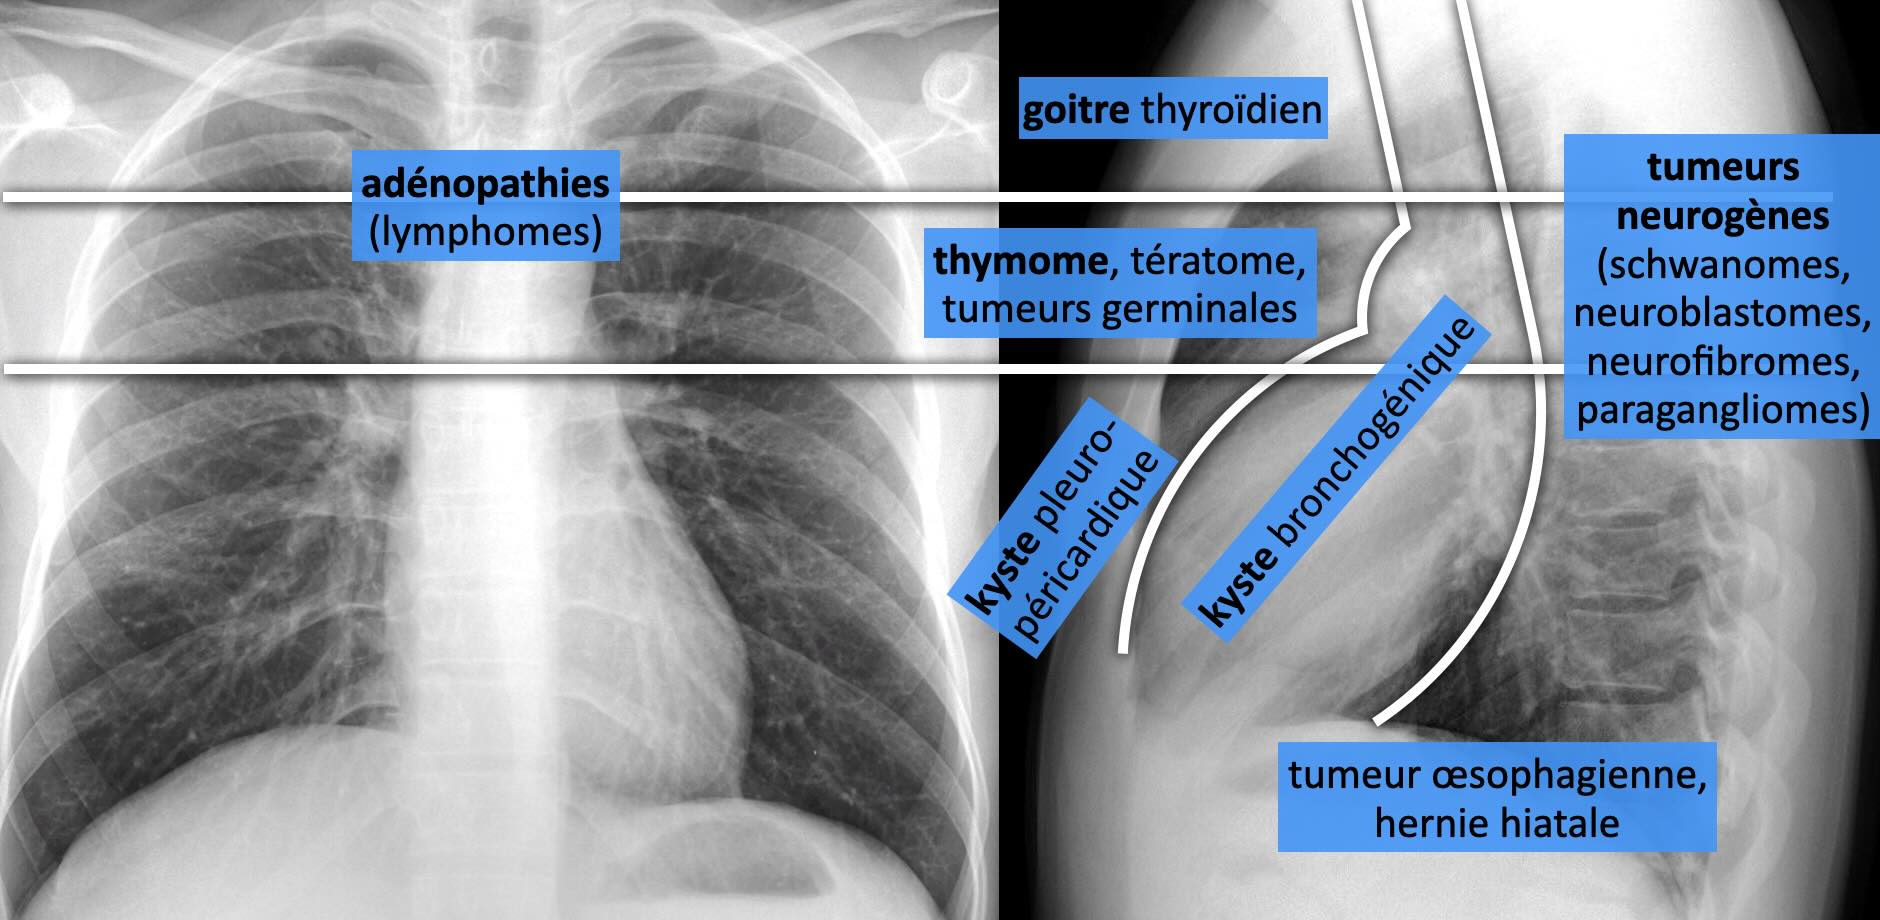 goitre thyroïdien
adénopathies
(lymphomes)
thymome, tératome,
tumeurs germinales
tumeurs
neurogènes
(schwanomes,
neuroblastomes,
neurofibromes,
paragangliomes)
kyste pleuro-
péricardique
kyste bronchogénique
tumeur œsophagienne,
hernie hiatale